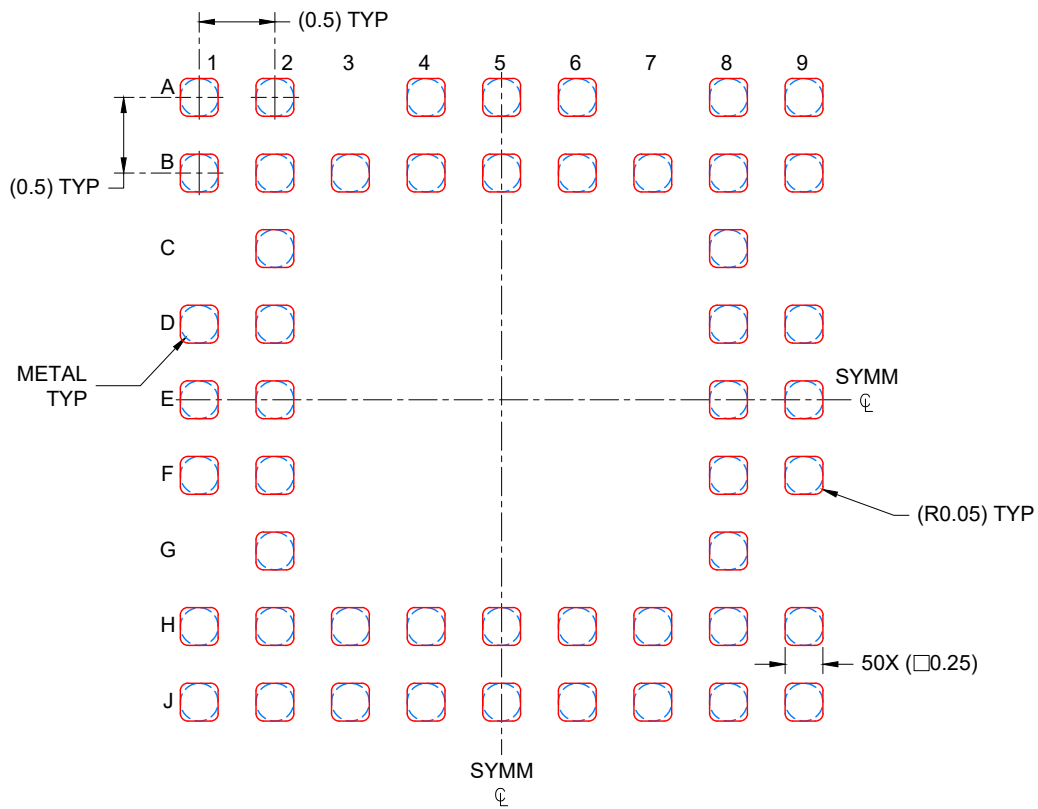 (0.5) TYP
1 2 3 4 5 6 7 8 9
A
B
(0.5) TYP
C
D
METAL
TYP
E
SYMM
℄
F
(R0.05) TYP
G
H
50X (□0.25)
J
SYMM
℄